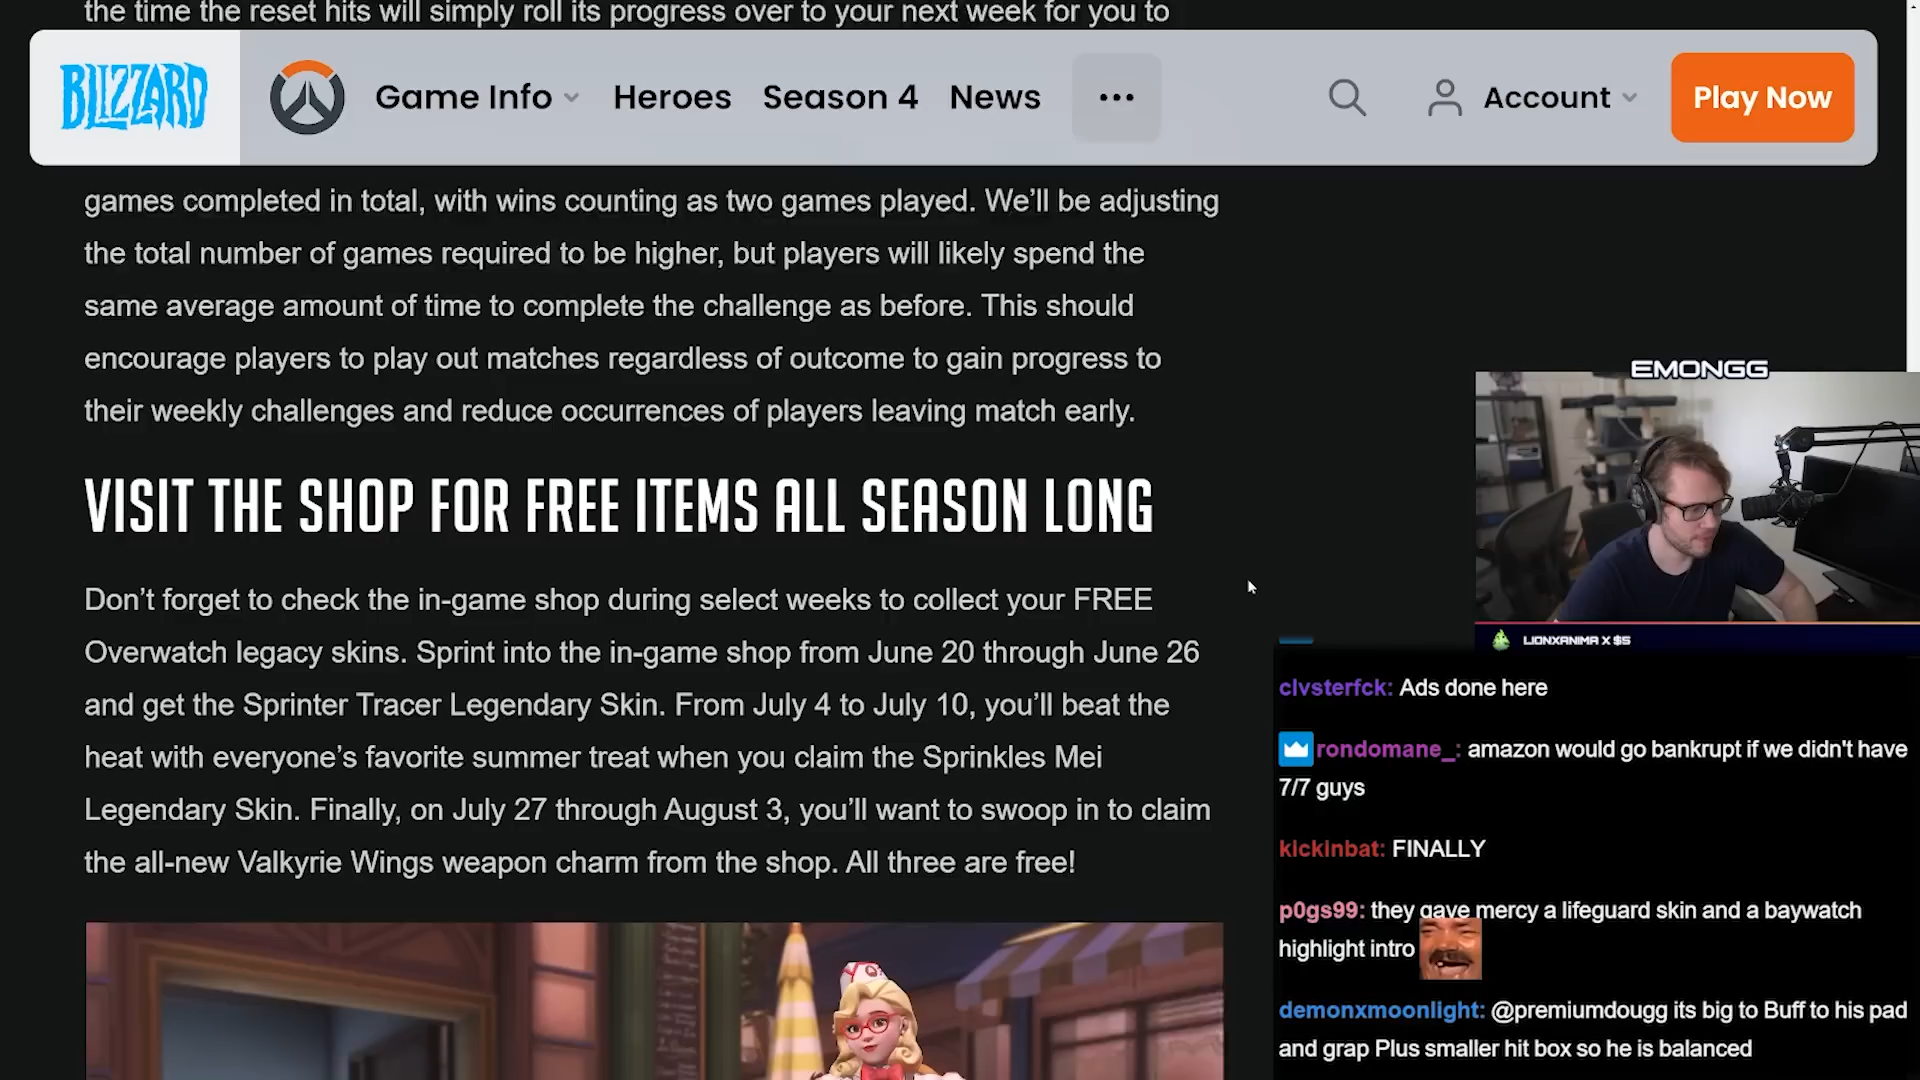 the time the reset hits will simply roll its progress over to your next week for you to
BLIZZARD
Game Info
Heroes
Season 4
News
Account
Play Now
games completed in total, with wins counting as two games played. We’ll be adjusting
the total number of games required to be higher, but players will likely spend the
same average amount of time to complete the challenge as before. This should
encourage players to play out matches regardless of outcome to gain progress to
their weekly challenges and reduce occurrences of players leaving match early.
VISIT THE SHOP FOR FREE ITEMS ALL SEASON LONG
Don’t forget to check the in-game shop during select weeks to collect your FREE
Overwatch legacy skins. Sprint into the in-game shop from June 20 through June 26
and get the Sprinter Tracer Legendary Skin. From July 4 to July 10, you’ll beat the
heat with everyone’s favorite summer treat when you claim the Sprinkles Mei
Legendary Skin. Finally, on July 27 through August 3, you’ll want to swoop in to claim
the all-new Valkyrie Wings weapon charm from the shop. All three are free!
EMONGG
LIONXANIMA X $5
clvsterfck: Ads done here
rondomane_: amazon would go bankrupt if we didn't have
7/7 guys
kickinbat: FINALLY
p0gs99: they gave mercy a lifeguard skin and a baywatch
highlight intro
demonxmoonlight: @premiumdougg its big to Buff to his pad
and grap Plus smaller hit box so he is balanced